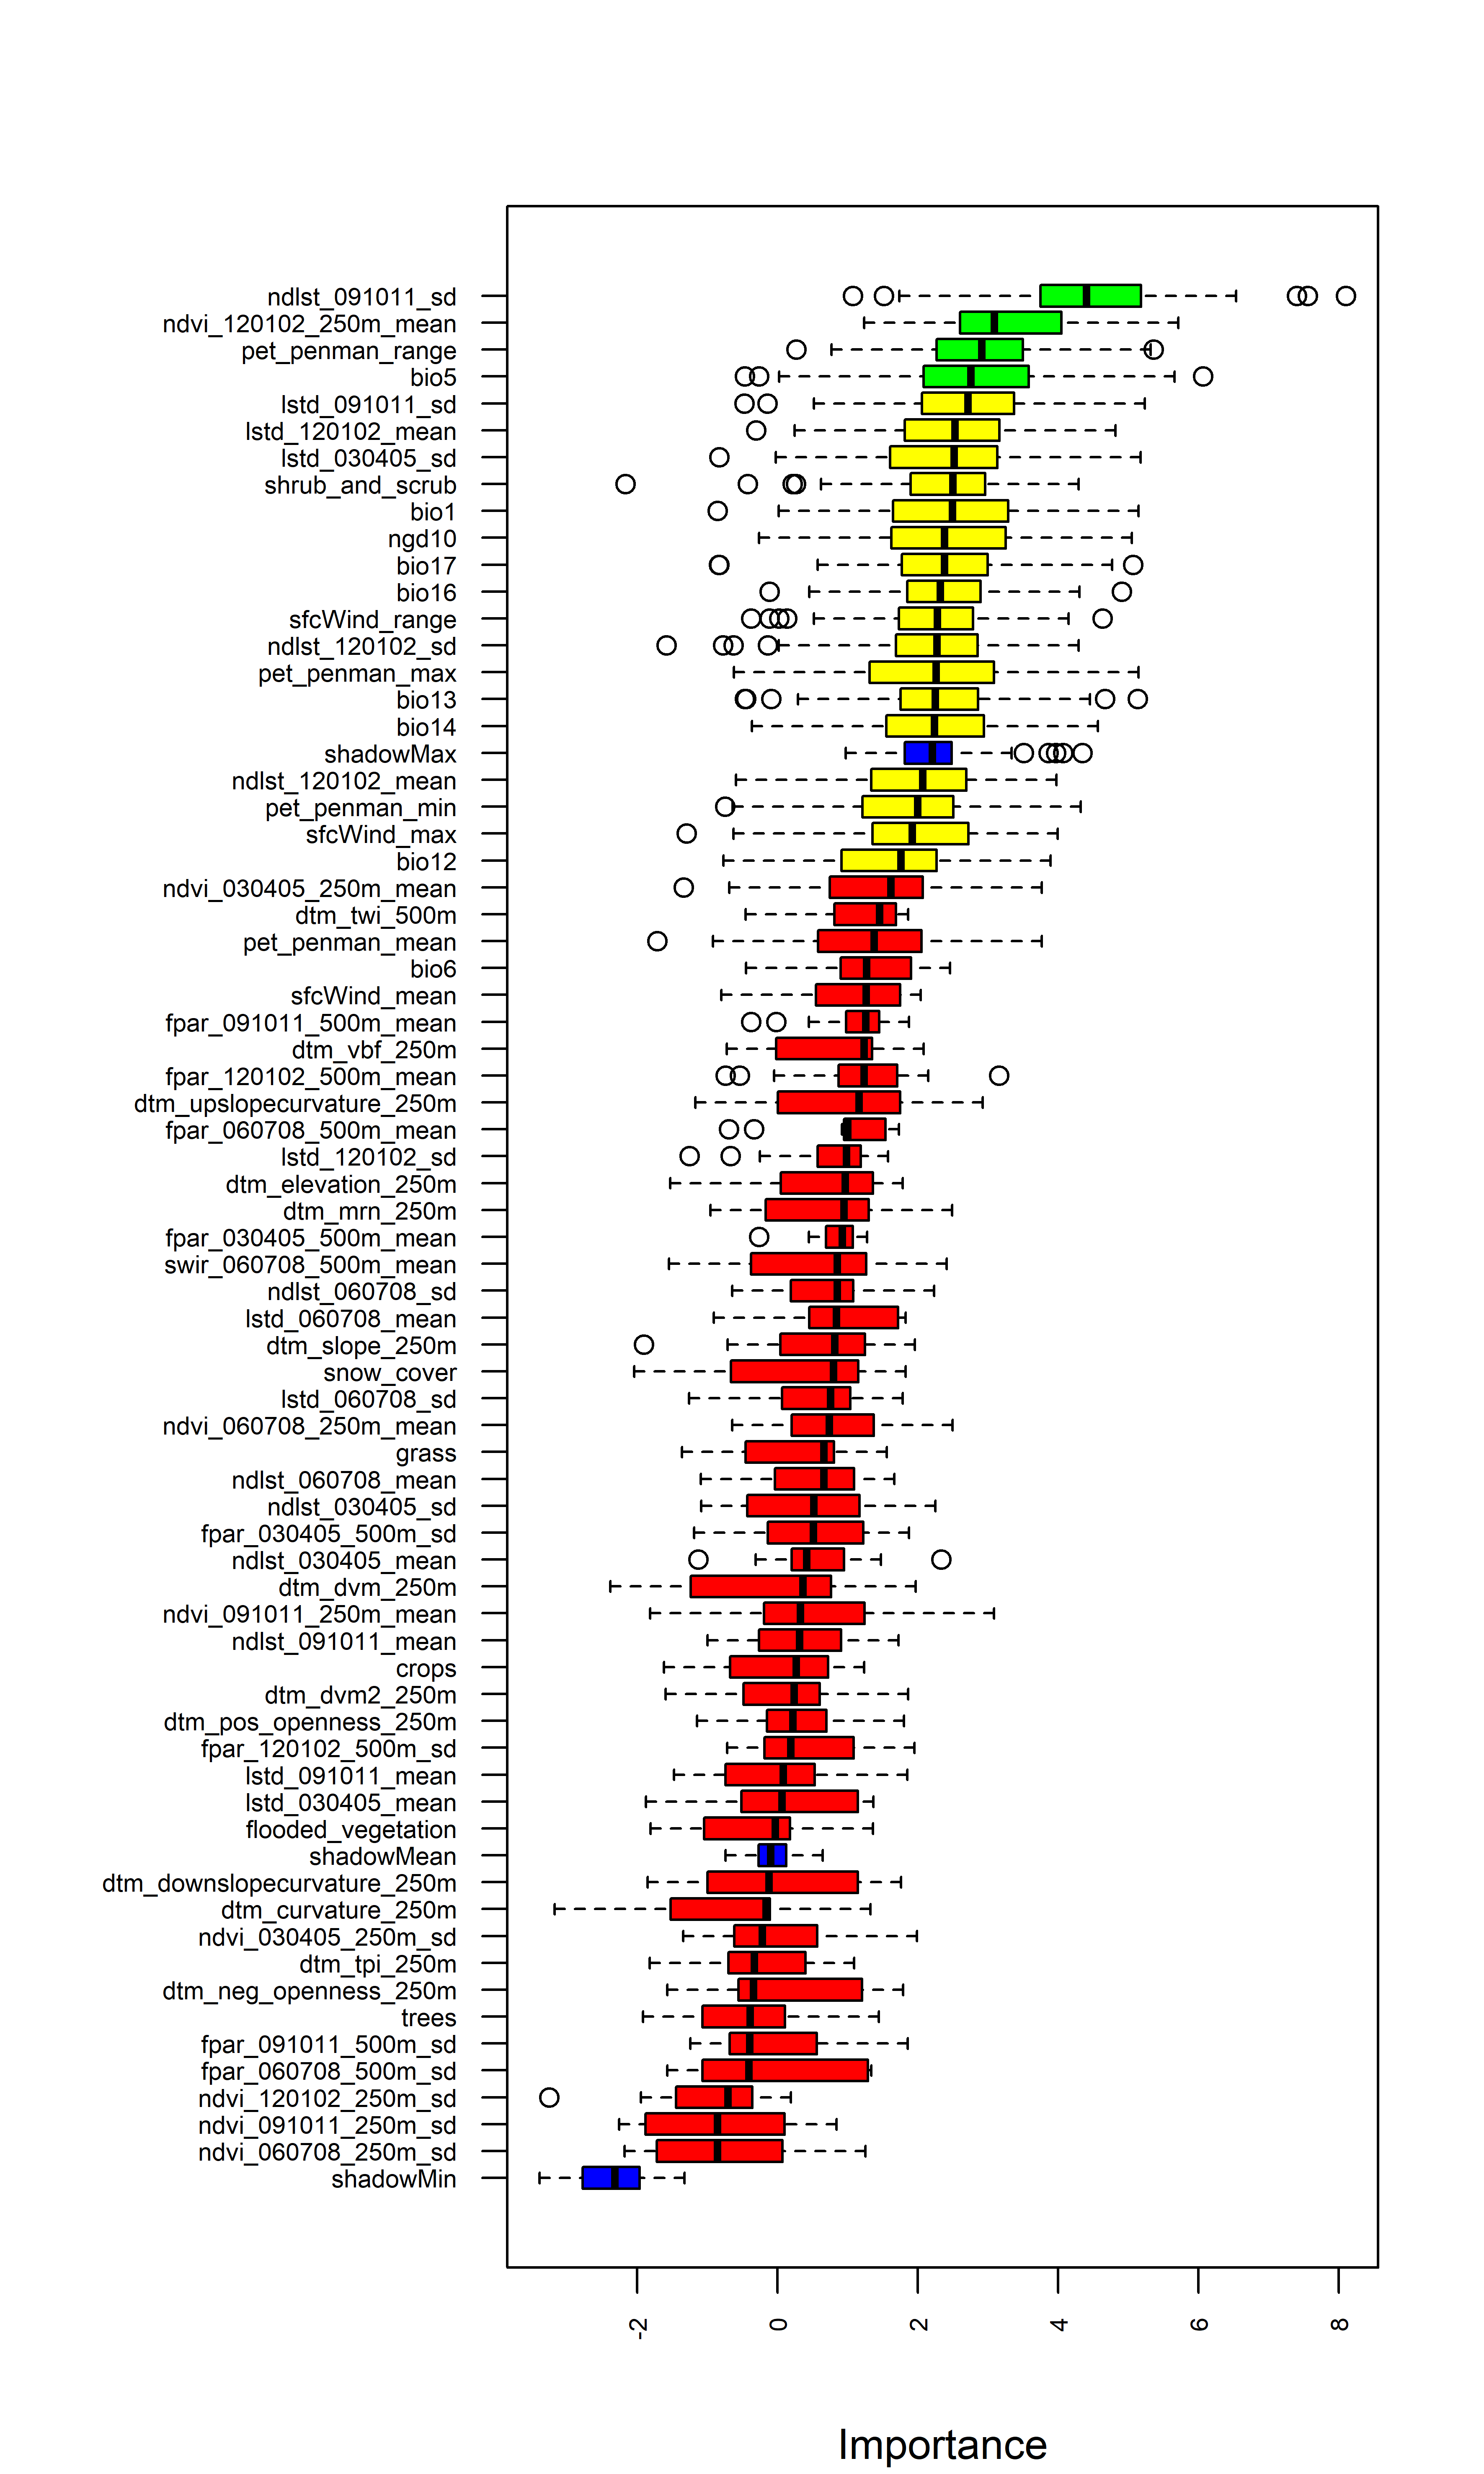 ndlst_091011_sd
ndvi_120102_250m_mean
pet_penman_range
bio5
lstd_091011_sd
lstd_120102_mean
lstd_030405_sd
shrub_and_scrub
bio1
ngd10
bio17
bio16
sfcWind_range
ndlst_120102_sd
pet_penman_max
bio13
bio14
shadowMax
ndlst_120102_mean
pet_penman_min
sfcWind_max
bio12
ndvi_030405_250m_mean
dtm_twi_500m
pet_penman_mean
bio6
sfcWind_mean
fpar_091011_500m_mean
dtm_vbf_250m
fpar_120102_500m_mean
dtm_upslopecurvature_250m
fpar_060708_500m_mean
lstd_120102_sd
dtm_elevation_250m
dtm_mrn_250m
fpar_030405_500m_mean
swir_060708_500m_mean
ndlst_060708_sd
lstd_060708_mean
dtm_slope_250m
snow_cover
lstd_060708_sd
ndvi_060708_250m_mean
grass
ndlst_060708_mean
ndlst_030405_sd
fpar_030405_500m_sd
ndlst_030405_mean
dtm_dvm_250m
ndvi_091011_250m_mean
ndlst_091011_mean
crops
dtm_dvm2_250m
dtm_pos_openness_250m
fpar_120102_500m_sd
lstd_091011_mean
lstd_030405_mean
flooded_vegetation
shadowMean
dtm_downslopecurvature_250m
dtm_curvature_250m
ndvi_030405_250m_sd
dtm_tpi_250m
dtm_neg_openness_250m
trees
fpar_091011_500m_sd
fpar_060708_500m_sd
ndvi_120102_250m_sd
ndvi_091011_250m_sd
ndvi_060708_250m_sd
shadowMin
-2 0 2 4 6 8
Importance